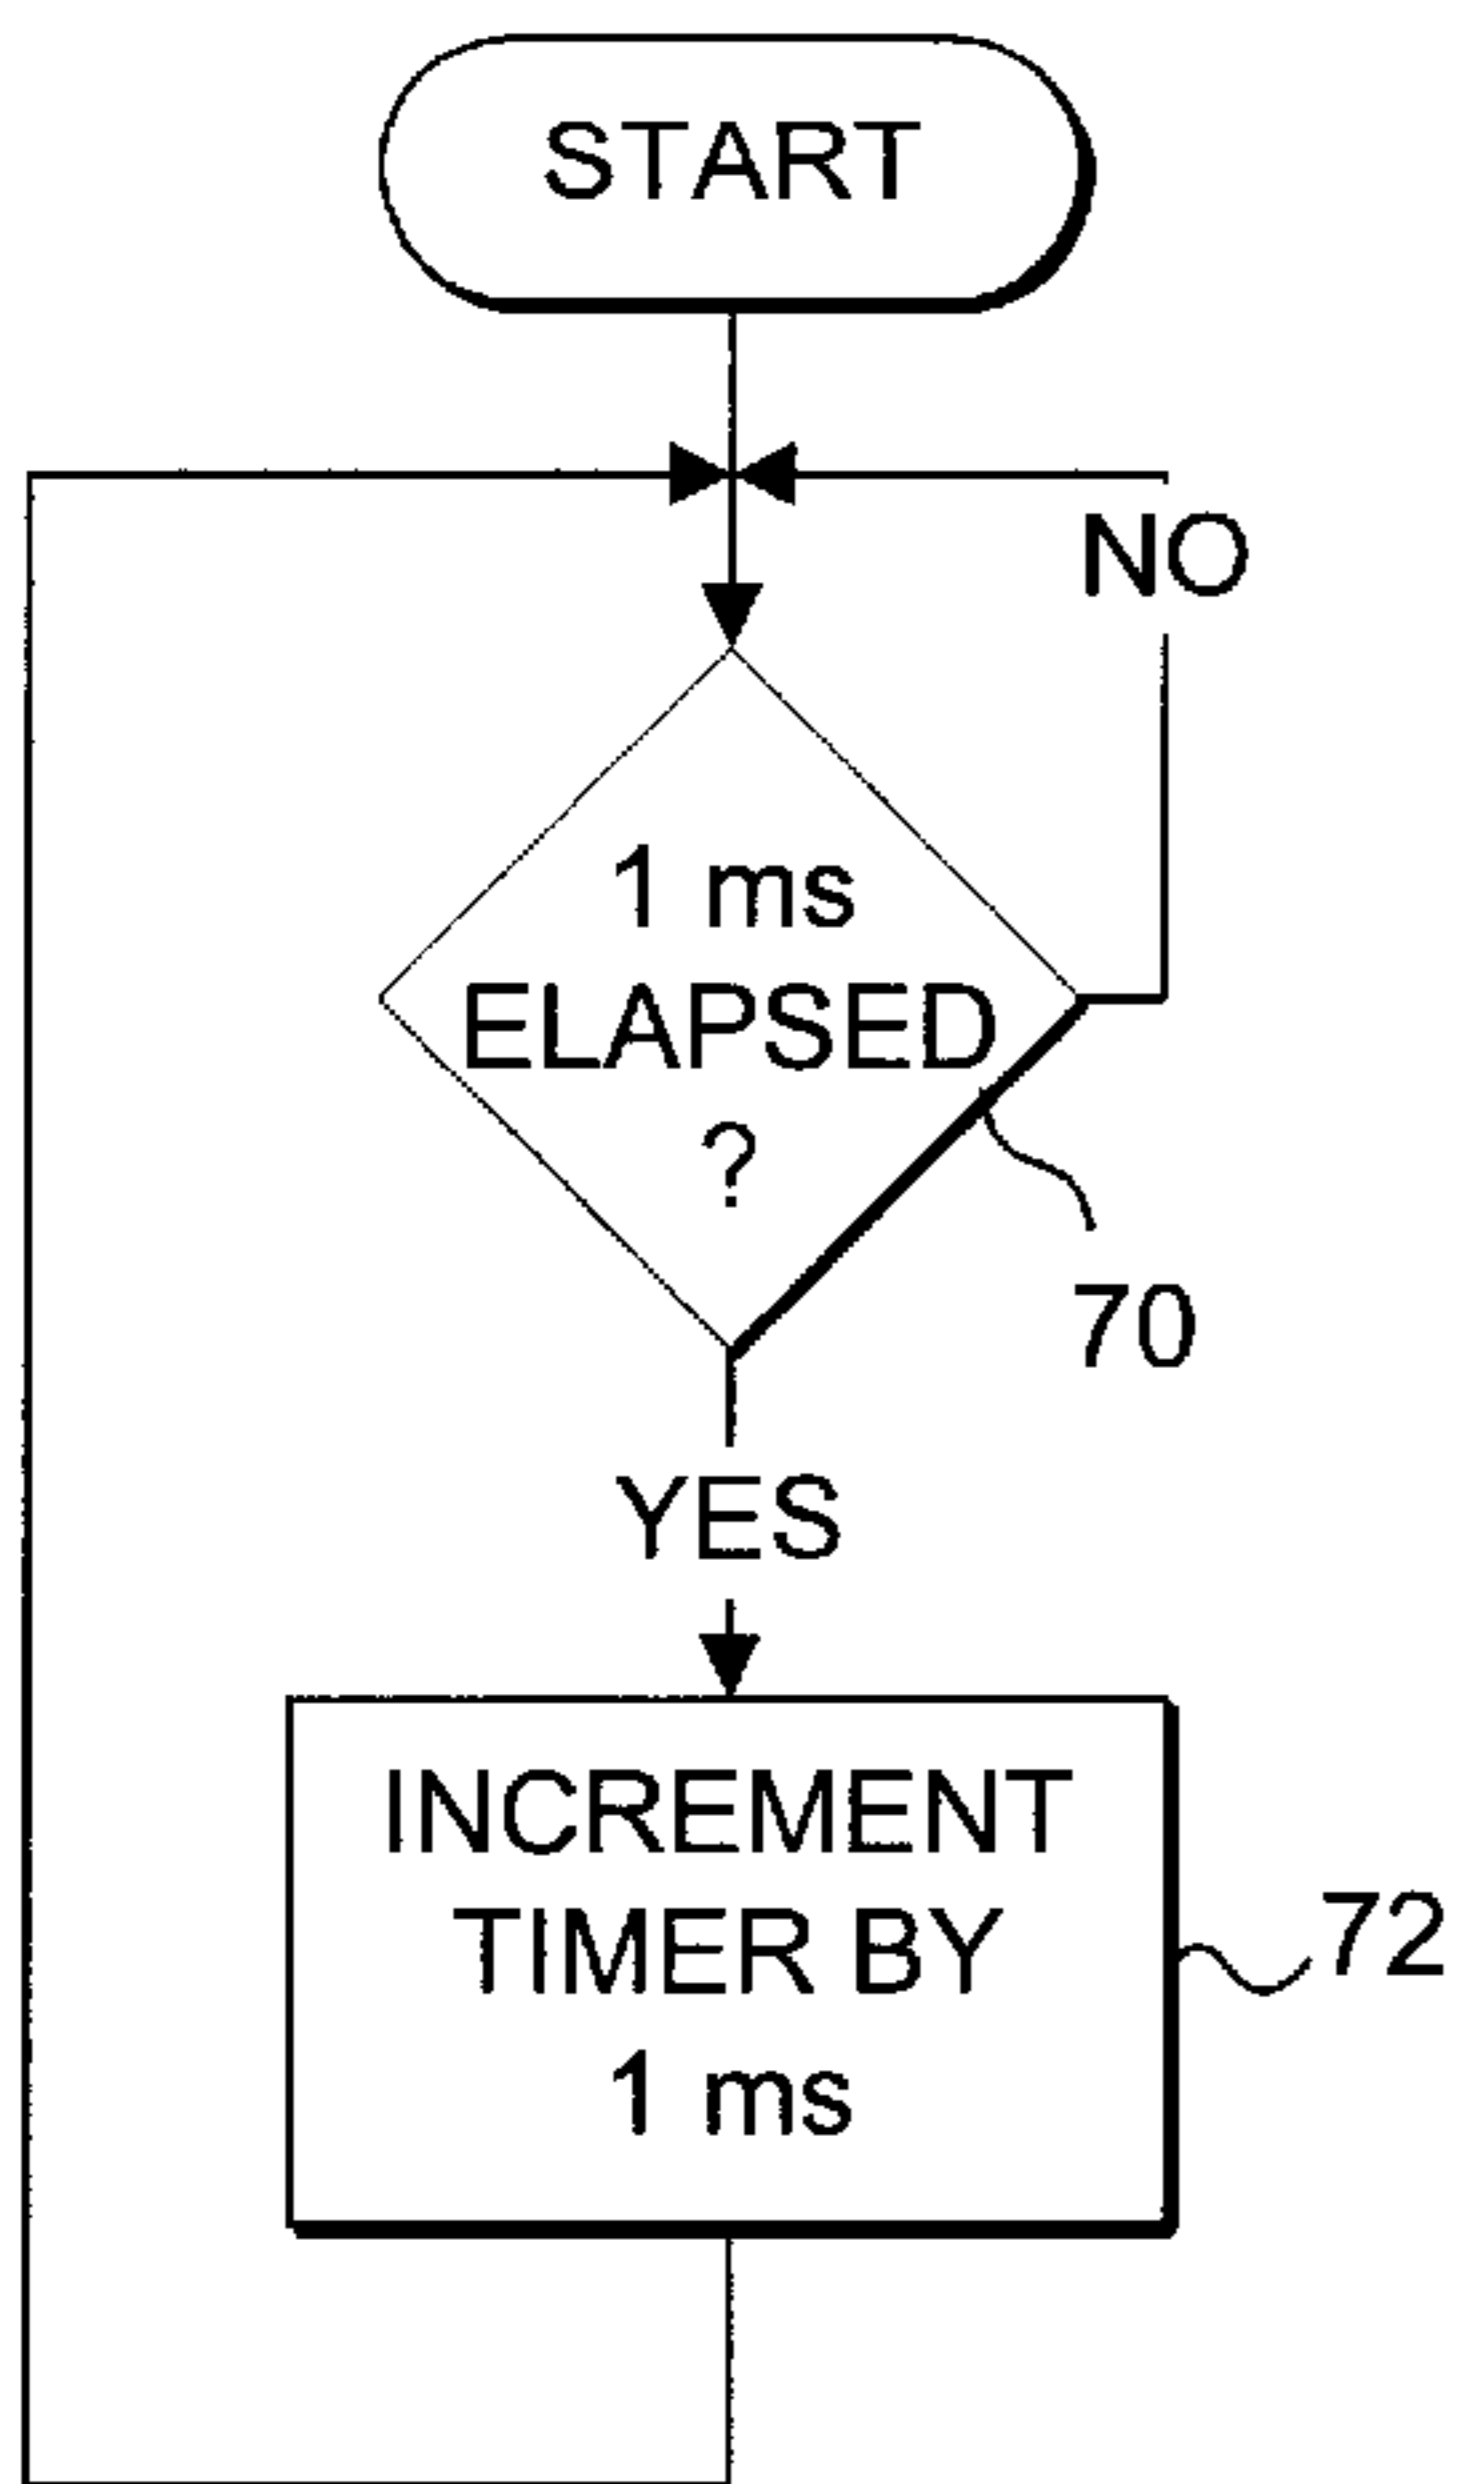 START
NO
1 ms
ELAPSED
?
70
YES
INCREMENT
TIMER BY
72
1 ms